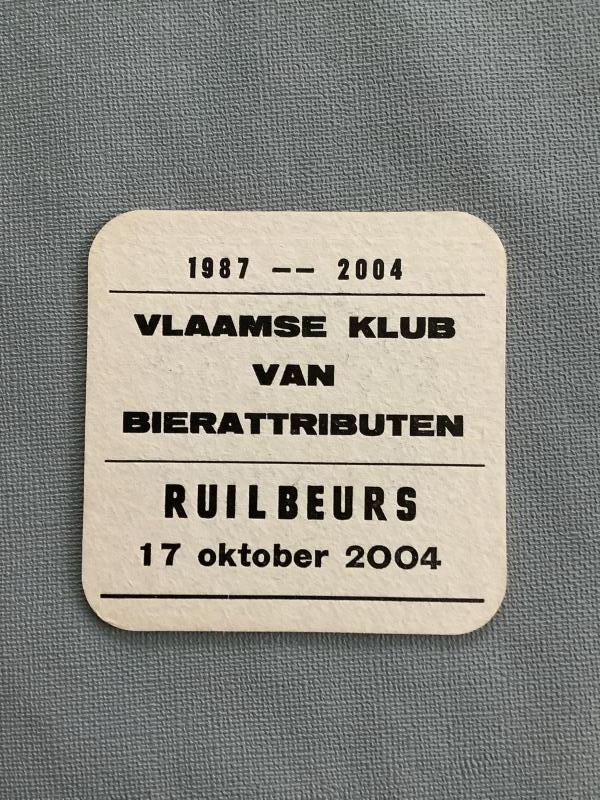 1987 –– 2004
VLAAMSE KLUB
VAN
BIERATTRIBUTEN
RUILBEURS
17 oktober 2004